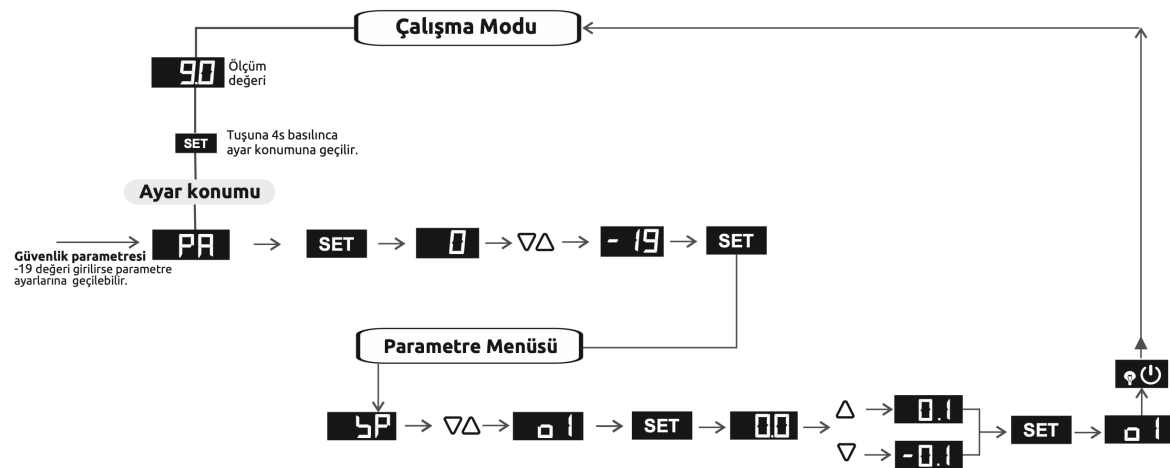 Çalışma Modu
9.0
Ölçüm
değeri
SET
Tuşuna 4s basılınca
ayar konumuna geçilir.
Ayar konumu
Güvenlik parametresi
-19 değeri girilirse parametre
ayarlarına geçilebilir.
PA
SET
0
-19
SET
Parametre Menüsü
SP
o1
SET
0.0
0.1
-0.1
SET
o1